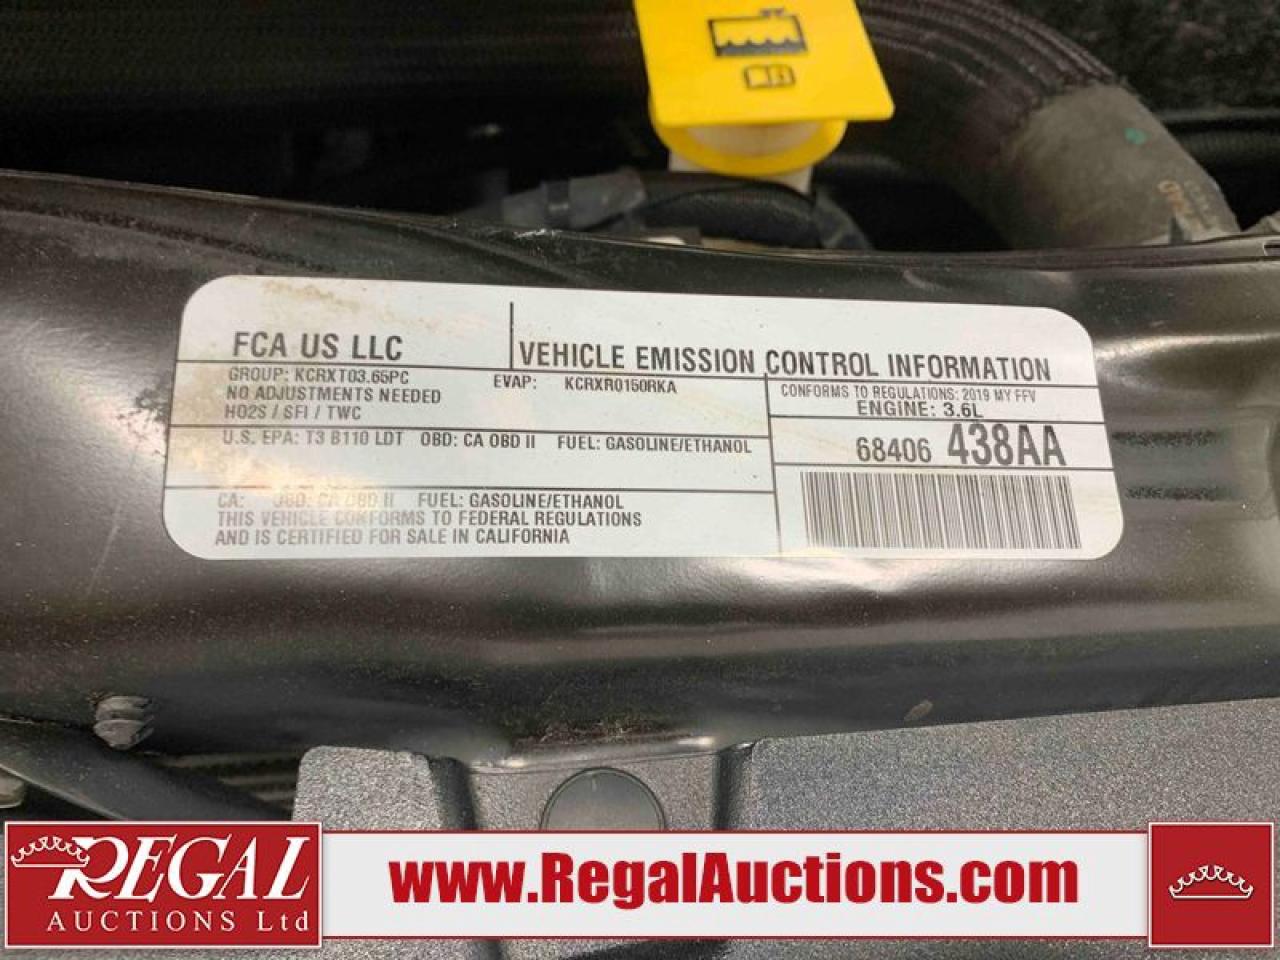 FCA US LLC
VEHICLE EMISSION CONTROL INFORMATION
GROUP: KCRXT03.65PC
EVAP: KCRXR0150RKA
NO ADJUSTMENTS NEEDED
HO2S / SFI / TWC
CONFORMS TO REGULATIONS: 2019 MY FFV
ENGINE: 3.6L
U.S. EPA: T3 B110 LDT OBD: CA OBD II FUEL: GASOLINE/ETHANOL
68406 438AA
CA: OBD: CA OBD II FUEL: GASOLINE/ETHANOL
THIS VEHICLE CONFORMS TO FEDERAL REGULATIONS
AND IS CERTIFIED FOR SALE IN CALIFORNIA
REGAL
AUCTIONS Ltd
www.RegalAuctions.com